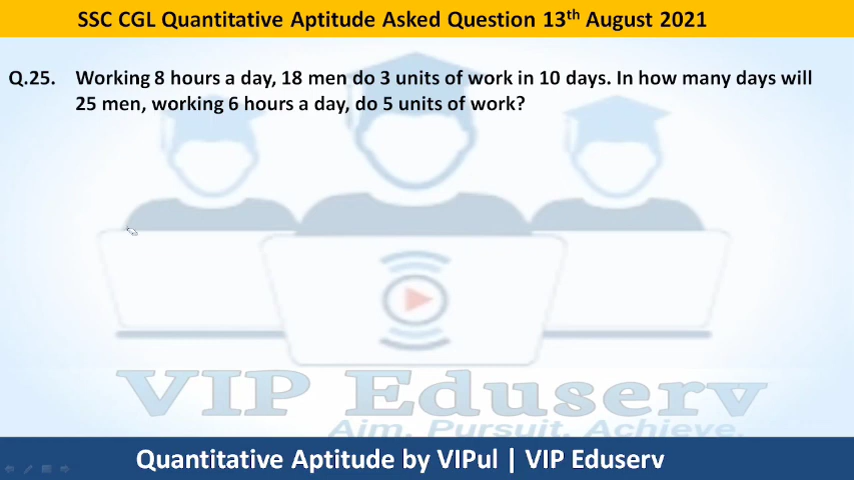 SSC CGL Quantitative Aptitude Asked Question 13th August 2021
Q.25. Working 8 hours a day, 18 men do 3 units of work in 10 days. In how many days will
25 men, working 6 hours a day, do 5 units of work?
VIP Eduserv
Aim. Pursuit. Achieve.
Quantitative Aptitude by VIPul | VIP Eduserv